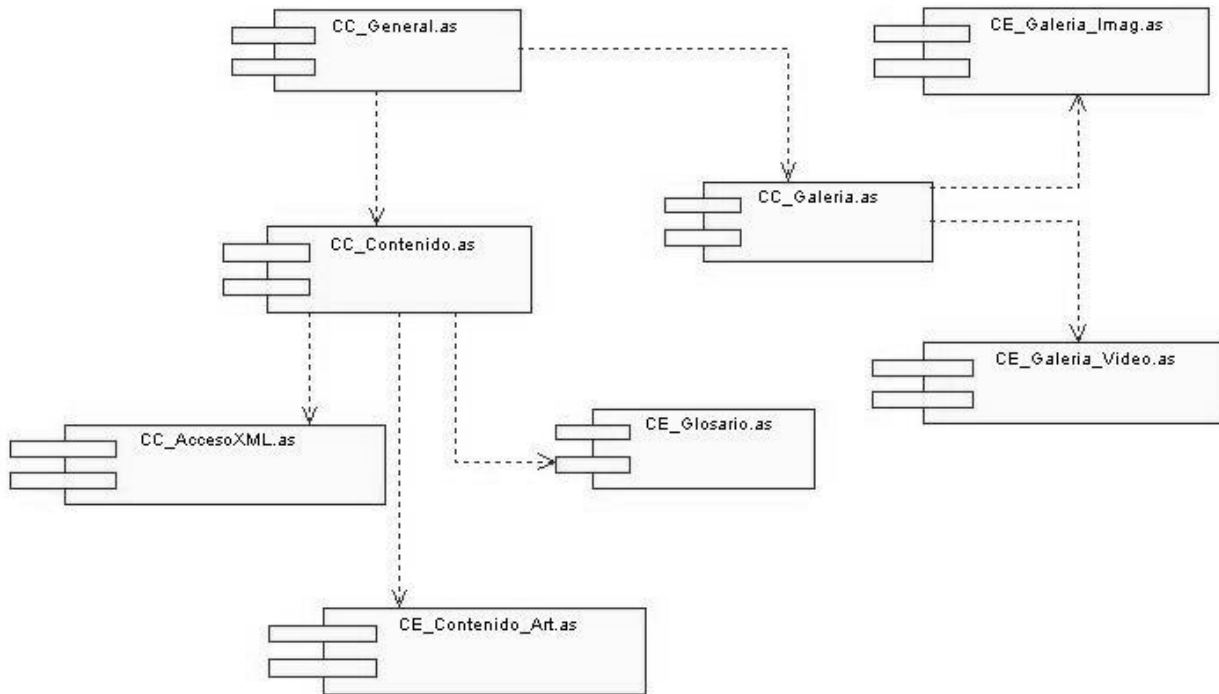 CC_General.as
CE_Galeria_Imag.as
CC_Galeria.as
CC_Contenido.as
CE_Galeria_Video.as
CC_AccesoXML.as
CE_Glosario.as
CE_Contenido_Art.as